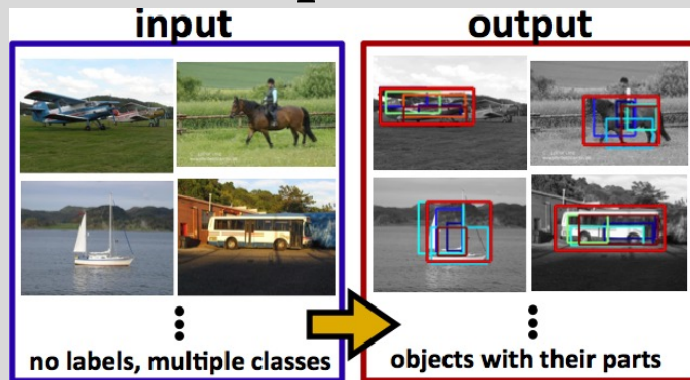 input
output
no labels, multiple classes
objects with their parts